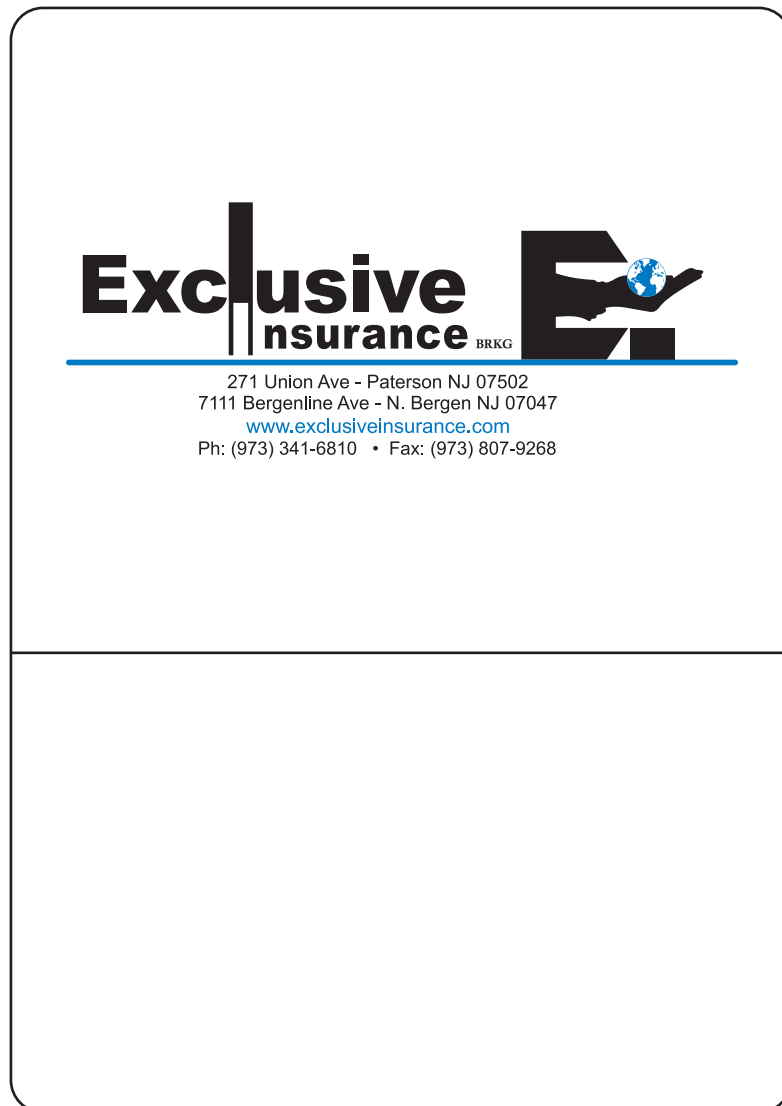 Exclusive
Insurance BRKG
Ei
271 Union Ave - Paterson NJ 07502
7111 Bergenline Ave - N. Bergen NJ 07047
www.exclusiveinsurance.com
Ph: (973) 341-6810 • Fax: (973) 807-9268